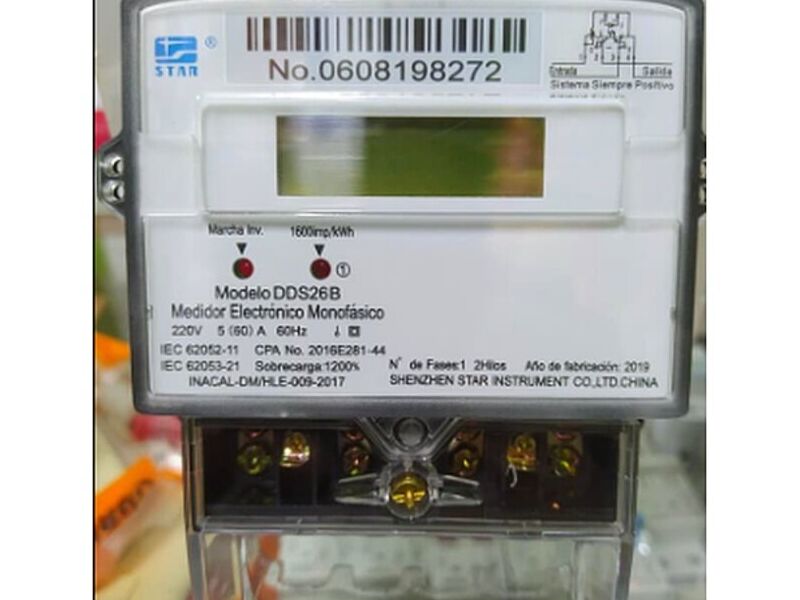 STAR ®
No.0608198272
Entrada Salida
Sistema Siempre Positivo
Marcha Inv. 1600imp/kWh
①
Modelo DDS26B
Medidor Electrónico Monofásico
220V 5 (60) A 60Hz
IEC 62052-11 CPA No. 2016E281-44
IEC 62053-21 Sobrecarga:1200% N° de Fases:1 2Hilos Año de fabricación: 2019
INACAL-DM/HLE-009-2017 SHENZHEN STAR INSTRUMENT CO.,LTD.CHINA